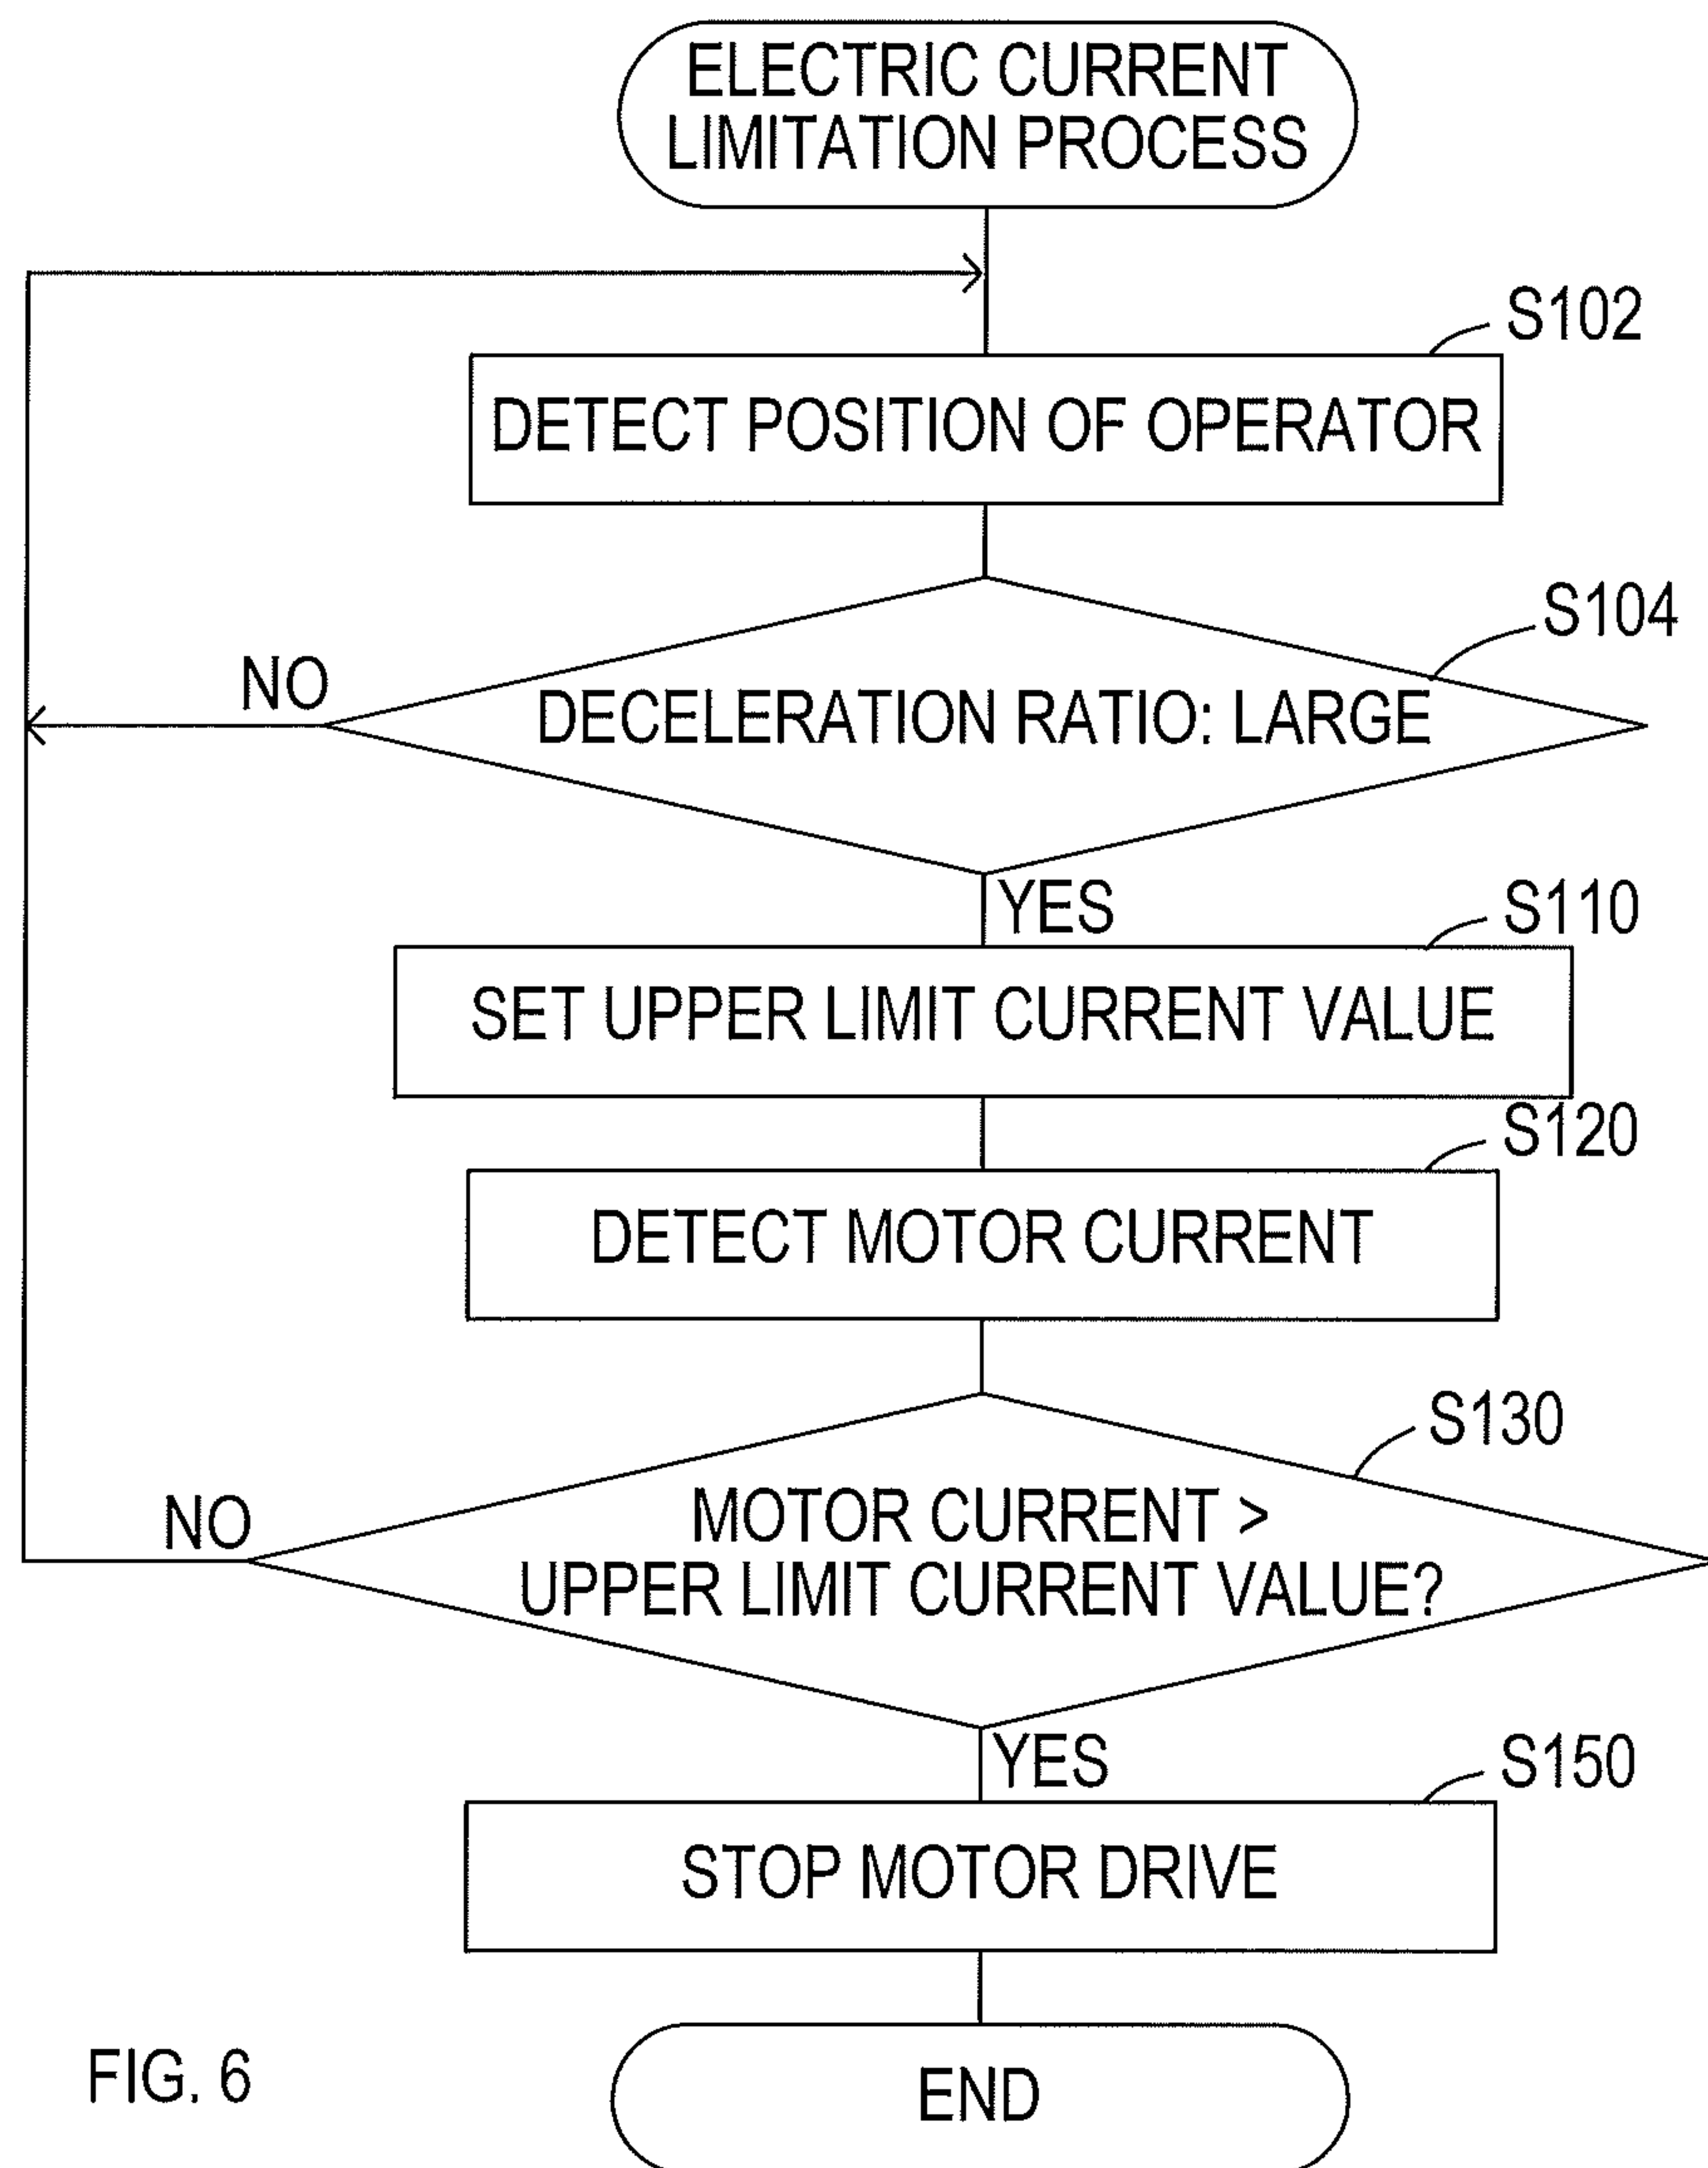 ELECTRIC CURRENT
LIMITATION PROCESS
S102
DETECT POSITION OF OPERATOR
S104
NO
DECELERATION RATIO: LARGE
YES
S110
SET UPPER LIMIT CURRENT VALUE
S120
DETECT MOTOR CURRENT
S130
NO
MOTOR CURRENT >
UPPER LIMIT CURRENT VALUE?
YES
S150
STOP MOTOR DRIVE
END
FIG. 6